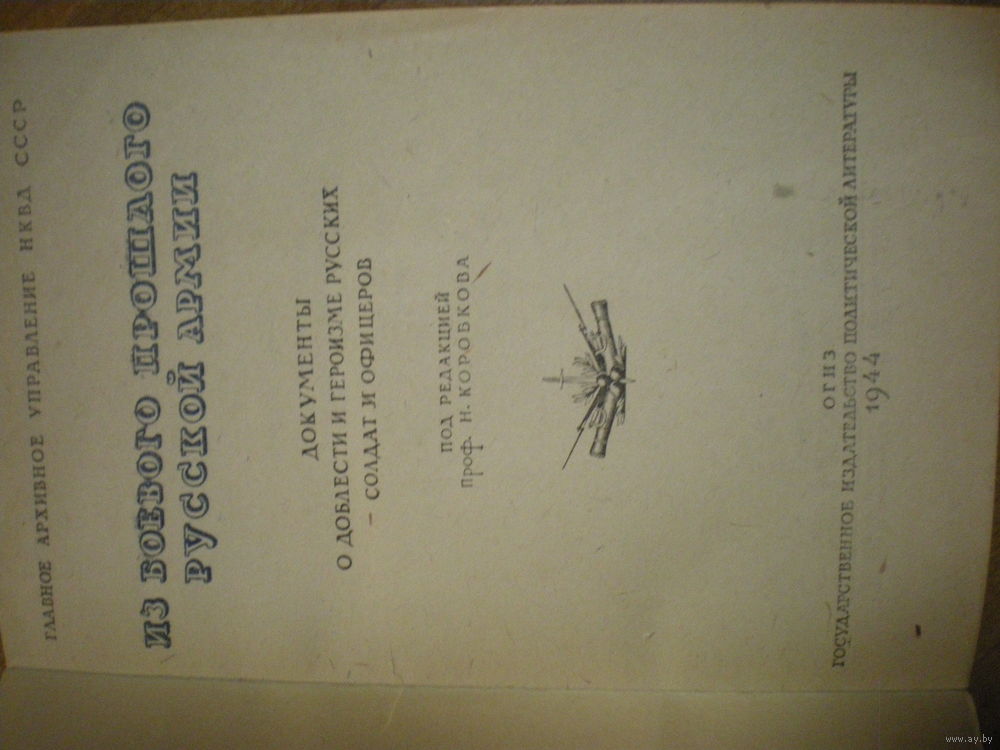 ГЛАВНОЕ АРХИВНОЕ УПРАВЛЕНИЕ НКВД СССР
ИЗ БОЕВОГО ПРОШЛОГО
РУССКОЙ АРМИИ
ДОКУМЕНТЫ
О ДОБЛЕСТИ И ГЕРОИЗМЕ РУССКИХ
СОЛДАТ И ОФИЦЕРОВ
ПОД РЕДАКЦИЕЙ
проф. Н. КОРОБКОВА
ОГИЗ
ГОСУДАРСТВЕННОЕ ИЗДАТЕЛЬСТВО ПОЛИТИЧЕСКОЙ ЛИТЕРАТУРЫ
1944
www.ay.by